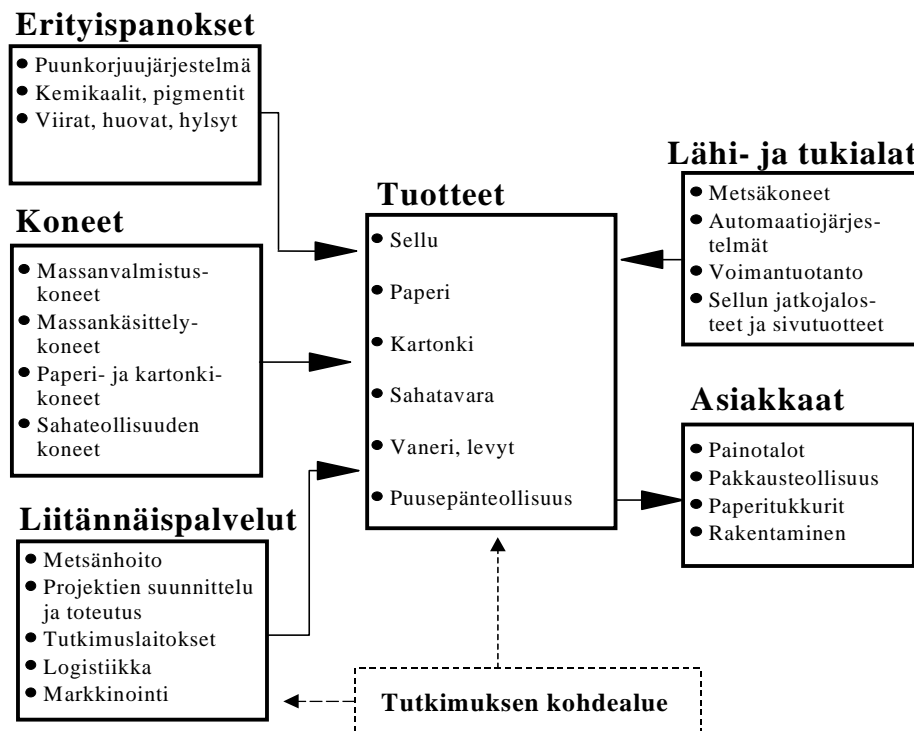 Erityispanokset
• Puunkorjuujärjestelmä
• Kemikaalit, pigmentit
• Viirat, huovat, hylsyt
Koneet
• Massanvalmistus-
koneet
• Massankäsittely-
koneet
• Paperi- ja kartonki-
koneet
• Sahateollisuuden
koneet
Liitännäispalvelut
• Metsänhoito
• Projektien suunnittelu
ja toteutus
• Tutkimuslaitokset
• Logistiikka
• Markkinointi
Tuotteet
• Sellu
• Paperi
• Kartonki
• Sahatavara
• Vaneri, levyt
• Puusepänteollisuus
Lähi- ja tukialat
• Metsäkoneet
• Automaatiojärjes-
telmät
• Voimantuotanto
• Sellun jatkojalos-
teet ja sivutuotteet
Asiakkaat
• Painotalot
• Pakkausteollisuus
• Paperitukkurit
• Rakentaminen
Tutkimuksen kohdealue